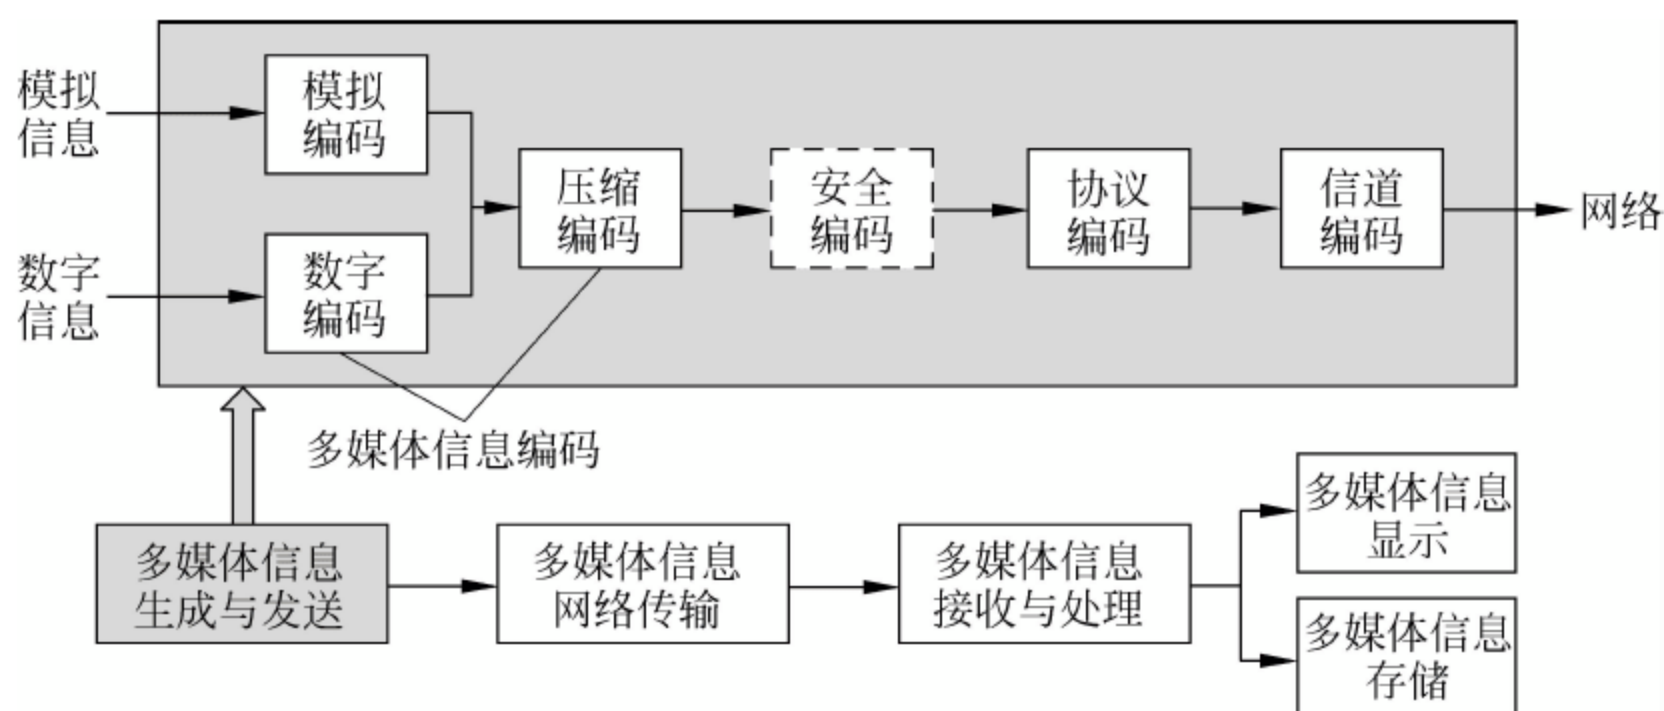 模拟
信息
模拟
编码
数字
信息
数字
编码
压缩
编码
安全
编码
协议
编码
信道
编码
网络
多媒体信息编码
多媒体信息
生成与发送
多媒体信息
网络传输
多媒体信息
接收与处理
多媒体信息
显示
多媒体信息
存储